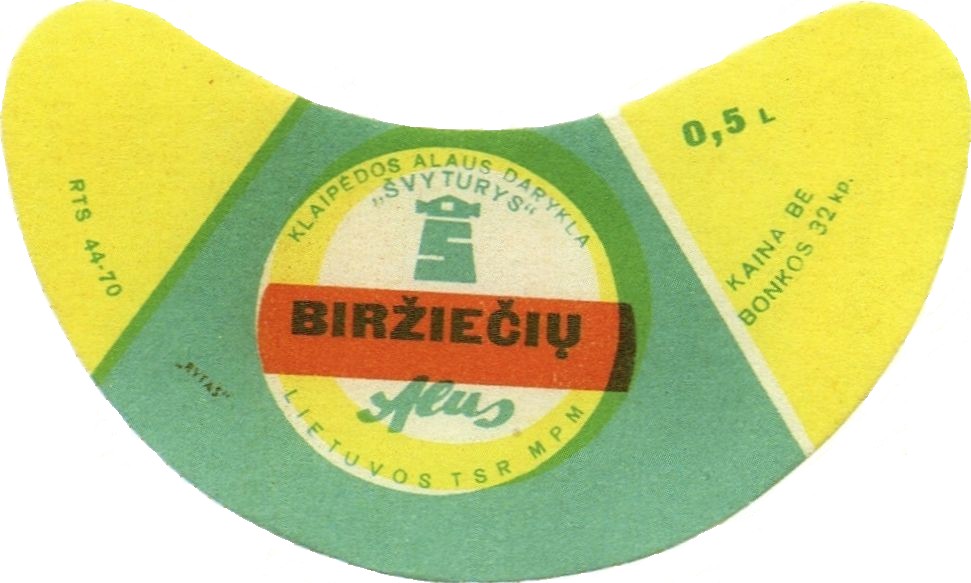 RTS 44-70
KLAIPĖDOS ALAUS DARYKLA
„ŠVYTURYS“
BIRŽIEČIŲ
Alus
LIETUVOS TSR MPM
„RYTAS“
0,5 L
KAINA BE
BONKOS 32 kp.